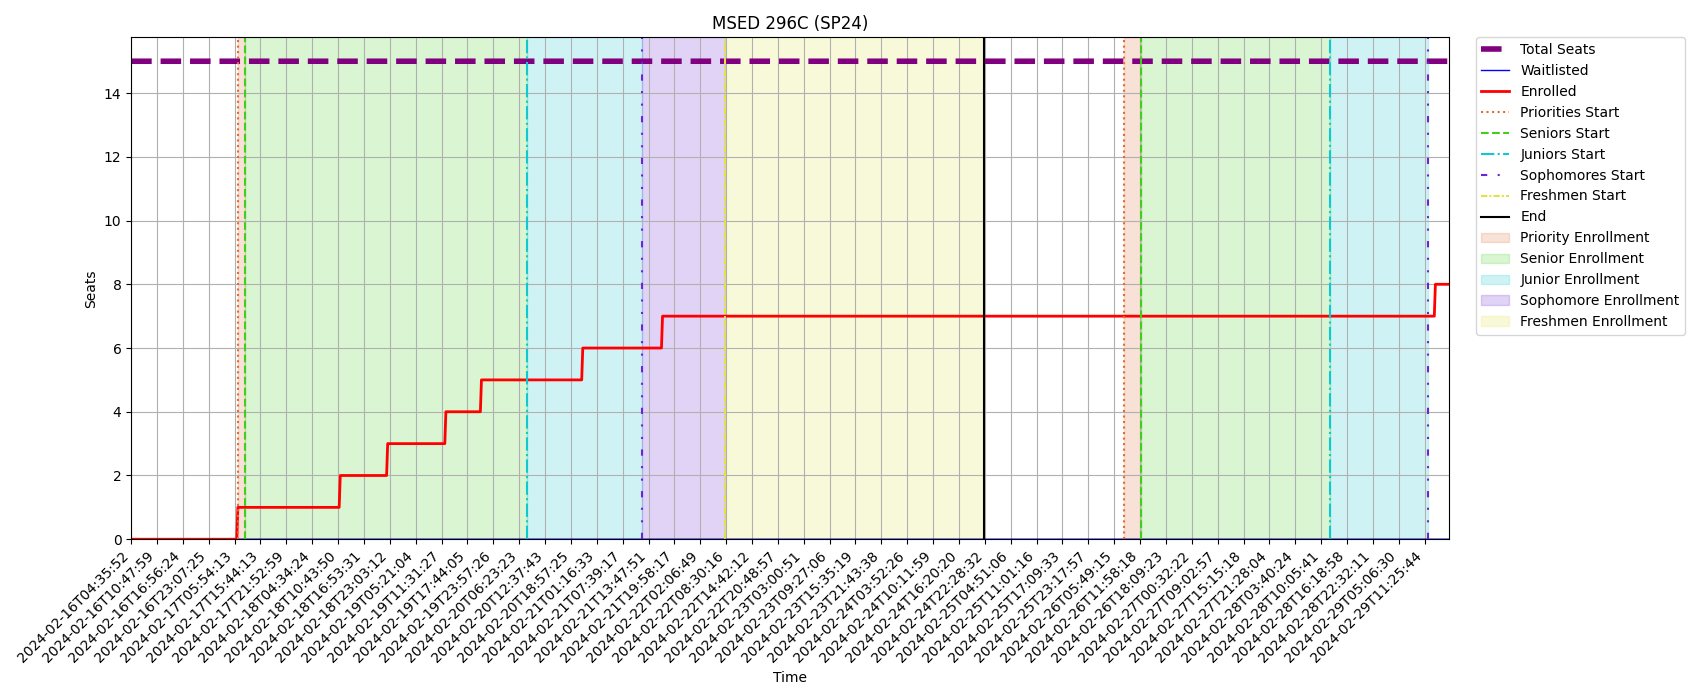 MSED 296C (SP24)
Seats
14
12
10
8
6
4
2
0
2024-02-16T04:35:52
2024-02-16T10:47:59
2024-02-16T16:56:24
2024-02-16T23:07:25
2024-02-17T05:54:13
2024-02-17T15:44:13
2024-02-17T21:52:59
2024-02-18T04:34:24
2024-02-18T10:43:50
2024-02-18T16:53:31
2024-02-18T23:03:12
2024-02-19T05:21:04
2024-02-19T11:31:27
2024-02-19T17:44:05
2024-02-19T23:57:26
2024-02-20T06:23:23
2024-02-20T12:37:43
2024-02-20T18:57:25
2024-02-21T01:16:33
2024-02-21T07:39:17
2024-02-21T13:47:51
2024-02-21T19:58:17
2024-02-22T02:06:49
2024-02-22T08:30:16
2024-02-22T14:42:12
2024-02-22T20:48:57
2024-02-23T03:00:51
2024-02-23T09:27:06
2024-02-23T15:35:19
2024-02-23T21:43:38
2024-02-24T03:52:26
2024-02-24T10:11:59
2024-02-24T16:20:20
2024-02-24T22:28:32
2024-02-25T04:51:06
2024-02-25T11:01:16
2024-02-25T17:09:33
2024-02-25T23:17:57
2024-02-26T05:49:15
2024-02-26T11:58:18
2024-02-26T18:09:23
2024-02-27T00:32:22
2024-02-27T09:02:57
2024-02-27T15:15:18
2024-02-27T21:28:04
2024-02-28T03:40:24
2024-02-28T10:05:41
2024-02-28T16:18:58
2024-02-28T22:32:11
2024-02-29T05:06:30
2024-02-29T11:25:44
Time
Total Seats
Waitlisted
Enrolled
Priorities Start
Seniors Start
Juniors Start
Sophomores Start
Freshmen Start
End
Priority Enrollment
Senior Enrollment
Junior Enrollment
Sophomore Enrollment
Freshmen Enrollment